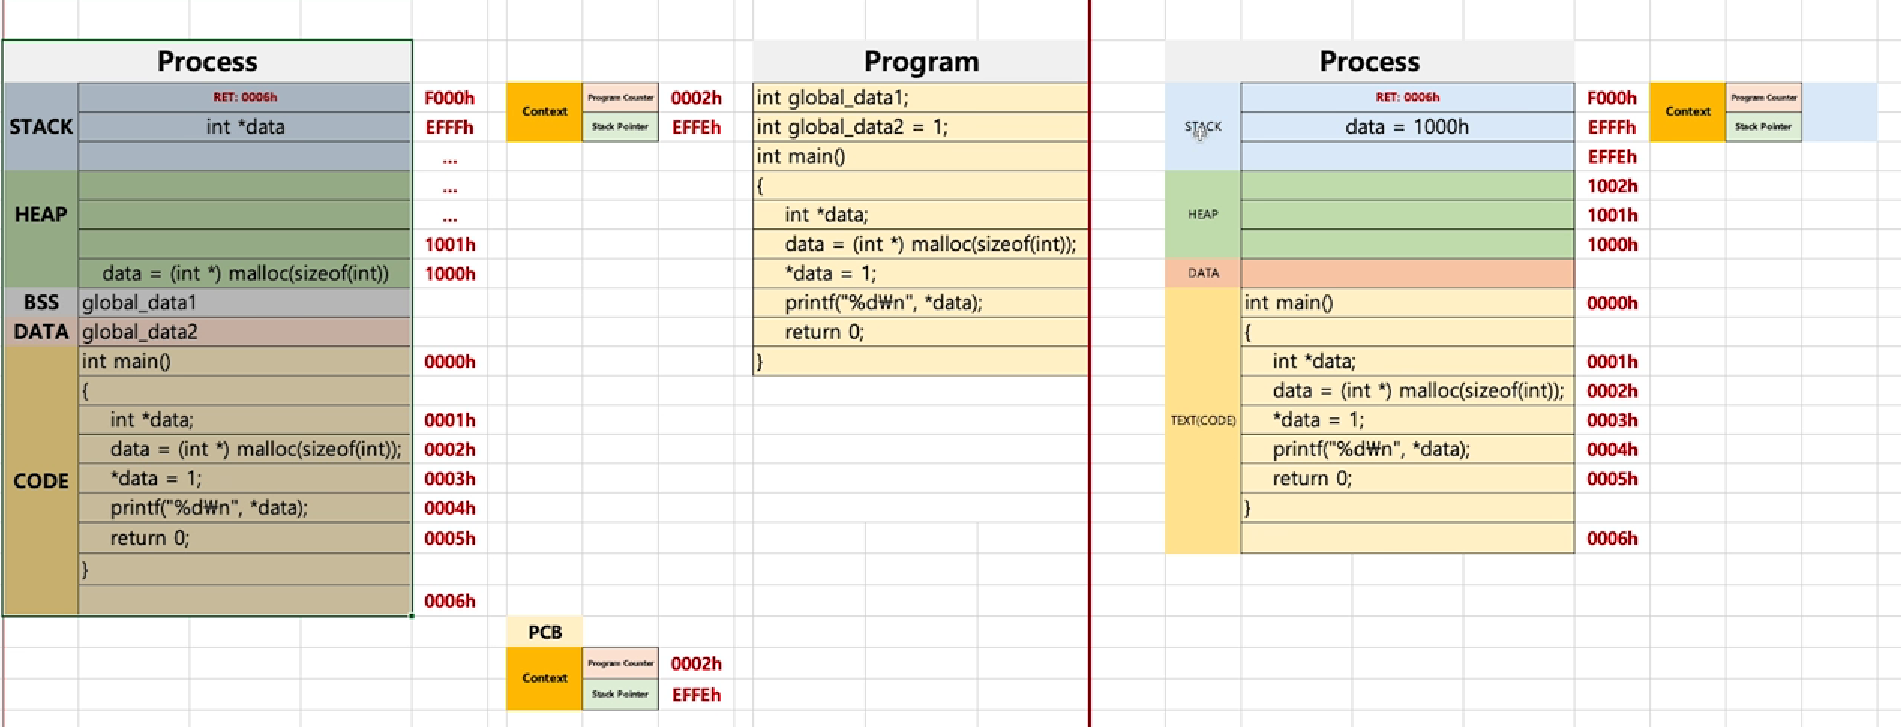 Process
STACK
RET: 0006h
F000h
int *data
EFFFh
...
HEAP
...
...
1001h
data = (int *) malloc(sizeof(int))
1000h
BSS
global_data1
DATA
global_data2
CODE
int main()
0000h
{
int *data;
0001h
data = (int *) malloc(sizeof(int));
0002h
*data = 1;
0003h
printf("%d₩n", *data);
0004h
return 0;
0005h
}
0006h
Context
Program Counter
0002h
Stack Pointer
EFFEh
PCB
Context
Program Counter
0002h
Stack Pointer
EFFEh
Program
int global_data1;
int global_data2 = 1;
int main()
{
int *data;
data = (int *) malloc(sizeof(int));
*data = 1;
printf("%d₩n", *data);
return 0;
}
Process
STACK
RET: 0006h
F000h
data = 1000h
EFFFh
EFFEh
HEAP
1002h
1001h
1000h
DATA
TEXT(CODE)
int main()
0000h
{
int *data;
0001h
data = (int *) malloc(sizeof(int));
0002h
*data = 1;
0003h
printf("%d₩n", *data);
0004h
return 0;
0005h
}
0006h
Context
Program Counter
Stack Pointer